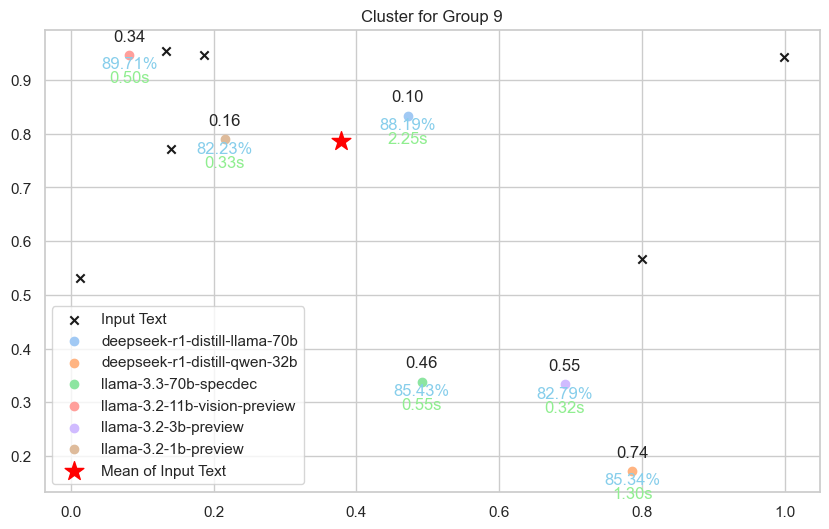 Cluster for Group 9
0.34
89.71%
0.50s
0.10
88.19%
2.25s
0.16
82.23%
0.33s
0.46
85.43%
0.55s
0.55
82.79%
0.32s
0.74
85.34%
1.30s
0.9
0.8
0.7
0.6
0.5
0.4
0.3
0.2
Input Text
deepseek-r1-distill-llama-70b
deepseek-r1-distill-qwen-32b
llama-3.3-70b-specdec
llama-3.2-11b-vision-preview
llama-3.2-3b-preview
llama-3.2-1b-preview
Mean of Input Text
0.0 0.2 0.4 0.6 0.8 1.0